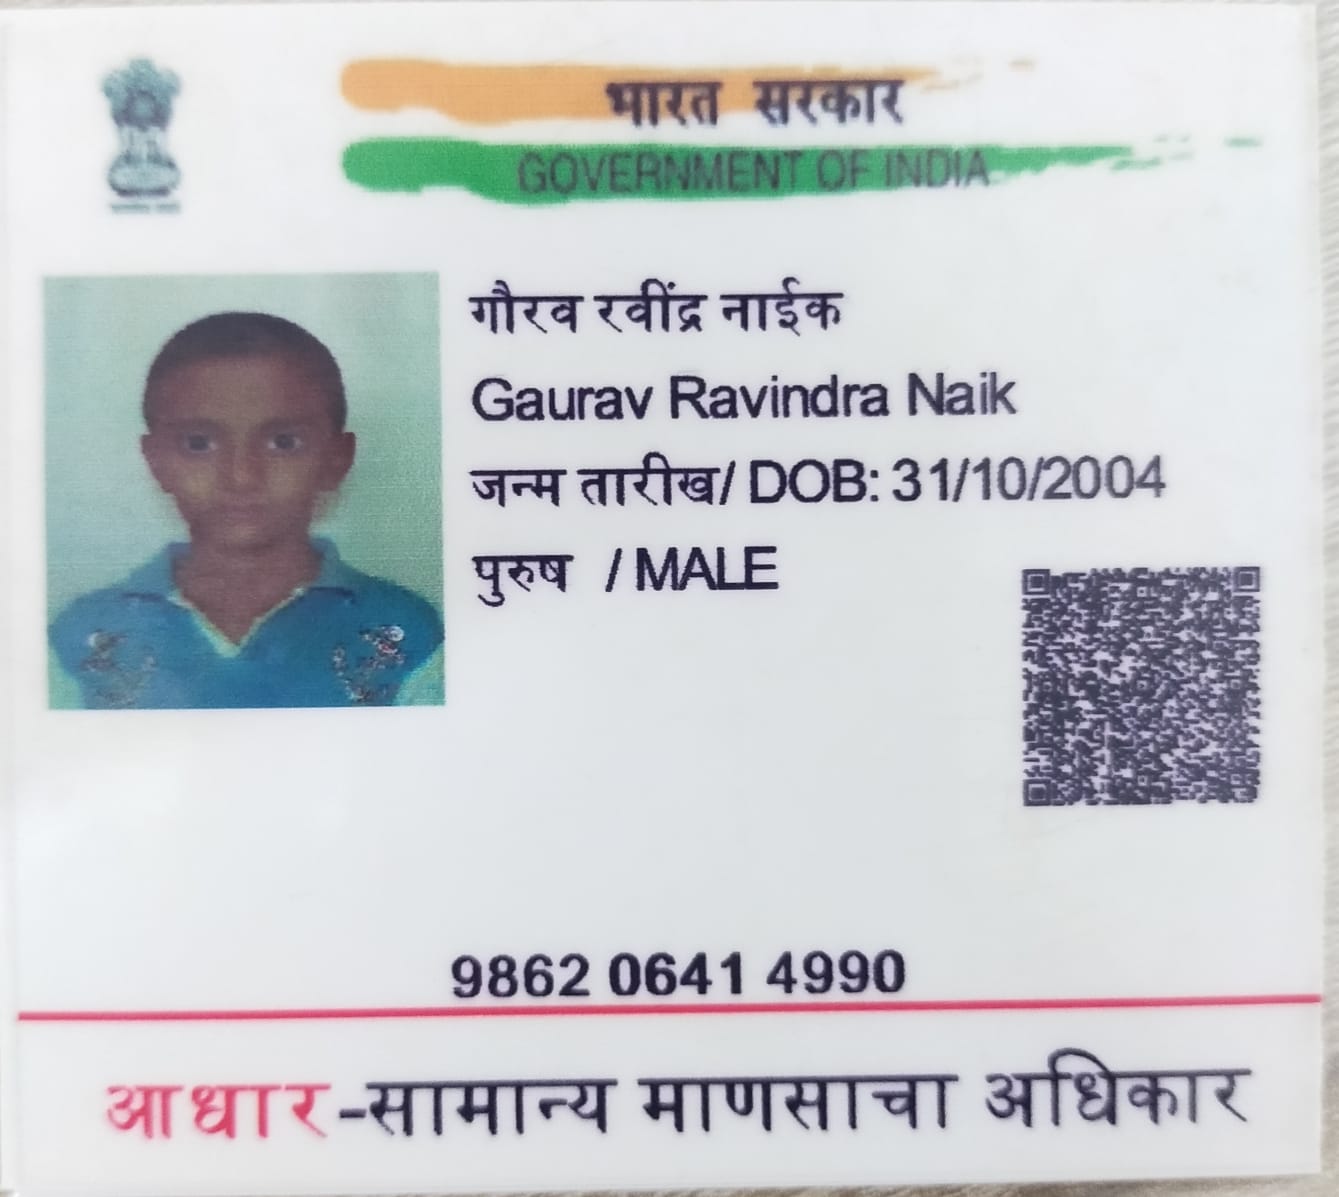 भारत सरकार
GOVERNMENT OF INDIA
गौरव रवींद्र नाईक
Gaurav Ravindra Naik
जन्म तारीख/ DOB: 31/10/2004
पुरुष / MALE
9862 0641 4990
आधार-सामान्य माणसाचा अधिकार